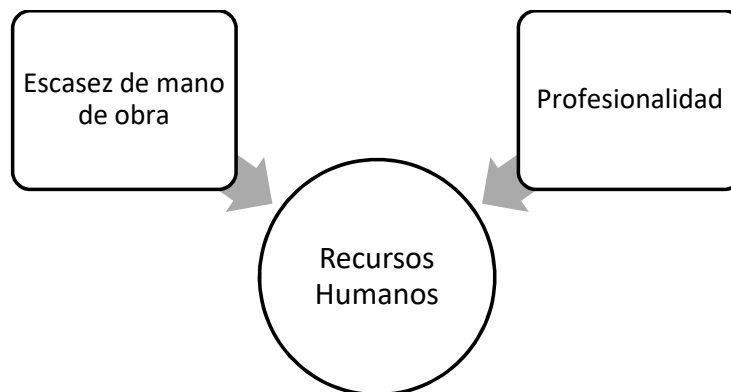 Escasez de mano
de obra
Profesionalidad
Recursos
Humanos